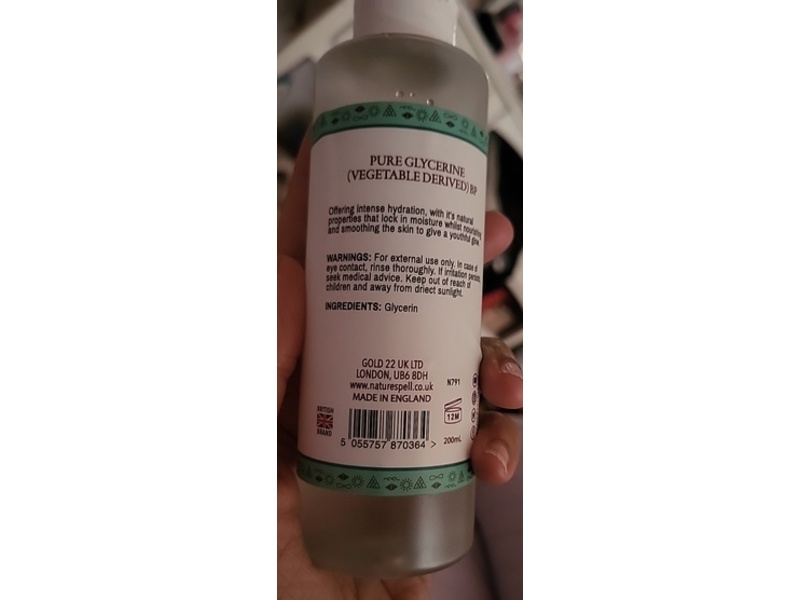 PURE GLYCERINE
(VEGETABLE DERIVED) BP
Offering intense hydration, with it's natural
properties that lock in moisture whilst nourishing
and smoothing the skin to give a youthful glow.
WARNINGS: For external use only. In case of
eye contact, rinse thoroughly. If irritation persists,
seek medical advice. Keep out of reach of
children and away from driect sunlight.
INGREDIENTS: Glycerin
GOLD 22 UK LTD
LONDON, UB6 8DH
www.naturespell.co.uk
MADE IN ENGLAND
N791
BRITISH
BRAND
12M
200mL
5 055757 870364 >